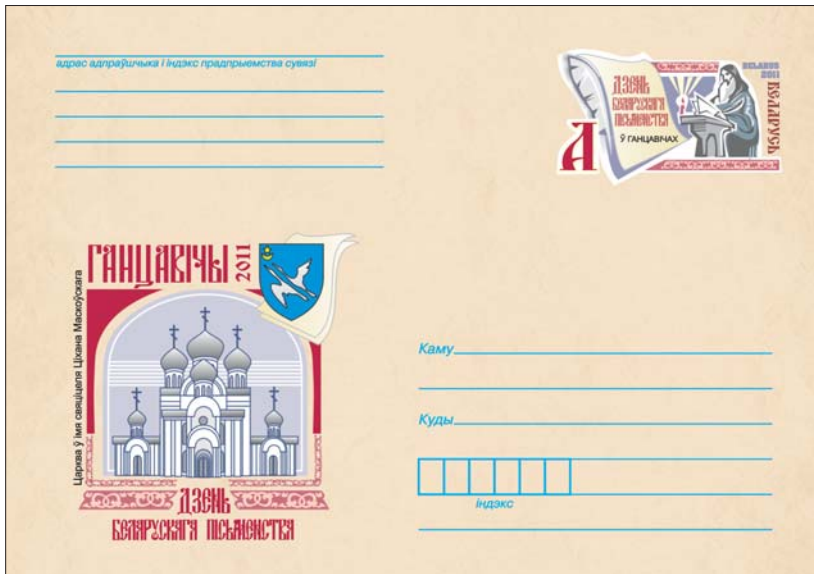 адрас адпраўшчыка і індэкс прадпрыемства сувязі
BELARUS
2011
БЕЛАРУСЬ
ДЗЕНЬ
БЕЛАРУСКАГА
ПІСЬМЕНСТВА
Ў ГАНЦАВІЧАХ
А
ГАНЦАВІЧЫ
2011
Царква ў імя свяціцеля Ціхана Маскоўскага
ДЗЕНЬ
БЕЛАРУСКАГА ПІСЬМЕНСТВА
Каму
Куды
індэкс